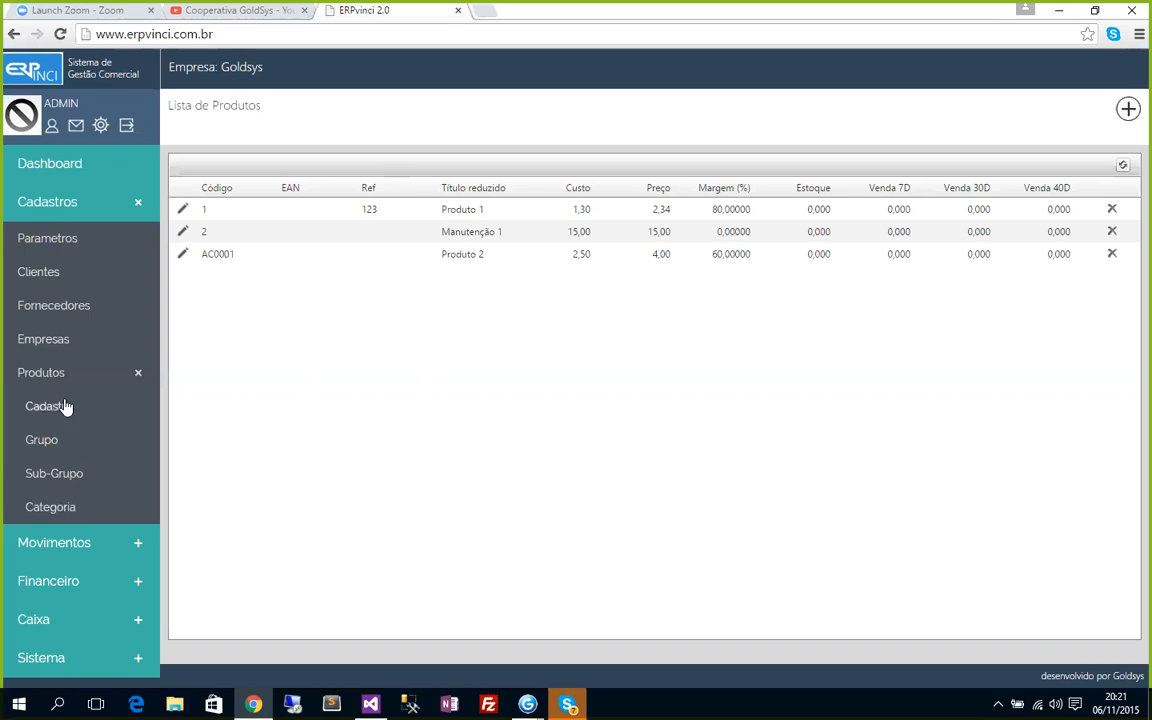 Launch Zoom - Zoom
Cooperativa GoldSys - Yo
ERPvinci 2.0
www.erpvinci.com.br
ERP INCI
Sistema de
Gestão Comercial
Empresa: Goldsys
ADMIN
Lista de Produtos
Dashboard
Cadastros
Parametros
Clientes
Fornecedores
Empresas
Produtos
Grupo
Sub-Grupo
Categoria
Movimentos
Financeiro
Caixa
Sistema
Código EAN Ref Título reduzido Custo Preço Margem (%) Estoque Venda 7D Venda 30D Venda 40D
1 123 Produto 1 1,30 2,34 80,00000 0,000 0,000 0,000 0,000
2 Manutenção 1 15,00 15,00 0,00000 0,000 0,000 0,000 0,000
AC0001 Produto 2 2,50 4,00 60,00000 0,000 0,000 0,000 0,000
desenvolvido por Goldsys
20:21
06/11/2015